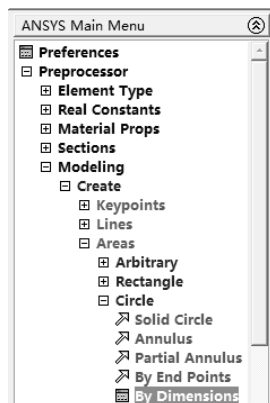 ANSYS Main Menu
Preferences
Preprocessor
Element Type
Real Constants
Material Props
Sections
Modeling
Create
Keypoints
Lines
Areas
Arbitrary
Rectangle
Circle
Solid Circle
Annulus
Partial Annulus
By End Points
By Dimensions